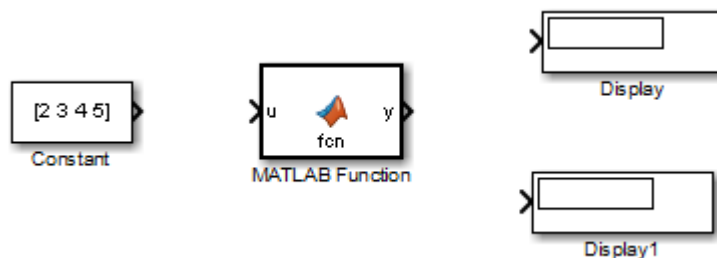 [2 3 4 5]
Constant
u
y
fcn
MATLAB Function
Display
Display1